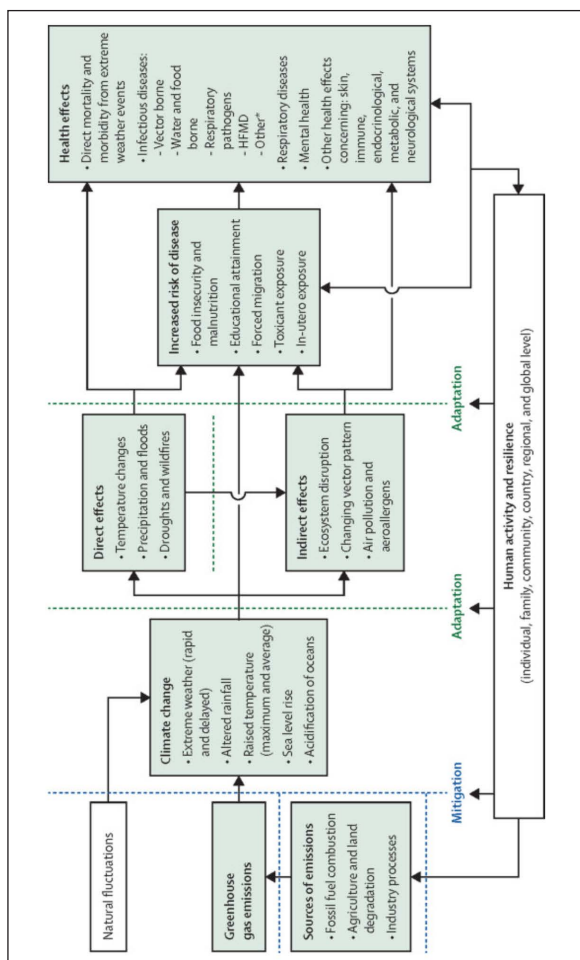 Natural fluctuations
Greenhouse
gas emissions
Sources of emissions
• Fossil fuel combustion
• Agriculture and land
degradation
• Industry processes
Mitigation
Climate change
• Extreme weather (rapid
and delayed)
• Altered rainfall
• Raised temperature
(maximum and average)
• Sea level rise
• Acidification of oceans
Adaptation
Direct effects
• Temperature changes
• Precipitation and floods
• Droughts and wildfires
Indirect effects
• Ecosystem disruption
• Changing vector pattern
• Air pollution and
aeroallergens
Adaptation
Increased risk of disease
• Food insecurity and
malnutrition
• Educational attainment
• Forced migration
• Toxicant exposure
• In-utero exposure
Health effects
• Direct mortality and
morbidity from extreme
weather events
• Infectious diseases:
- Vector borne
- Water and food
borne
- Respiratory
pathogens
- HFMD
- Other*
• Respiratory diseases
• Mental health
• Other health effects
concerning: skin,
immune,
endocrinological,
metabolic, and
neurological systems
Human activity and resilience
(individual, family, community, country, regional, and global level)